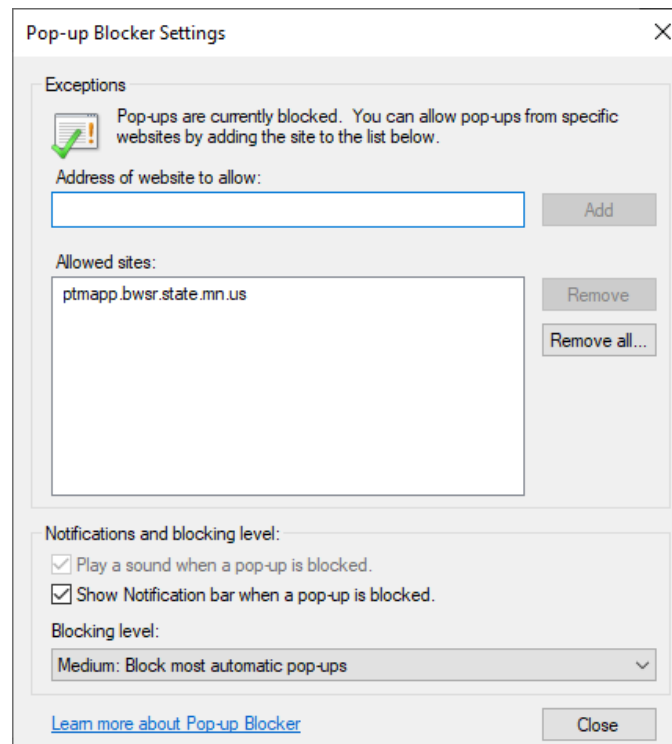 Pop-up Blocker Settings
Exceptions
Pop-ups are currently blocked.  You can allow pop-ups from specific
websites by adding the site to the list below.
Address of website to allow:
Add
Allowed sites:
ptmapp.bwsr.state.mn.us
Remove
Remove all...
Notifications and blocking level:
Play a sound when a pop-up is blocked.
Show Notification bar when a pop-up is blocked.
Blocking level:
Medium: Block most automatic pop-ups
Learn more about Pop-up Blocker
Close